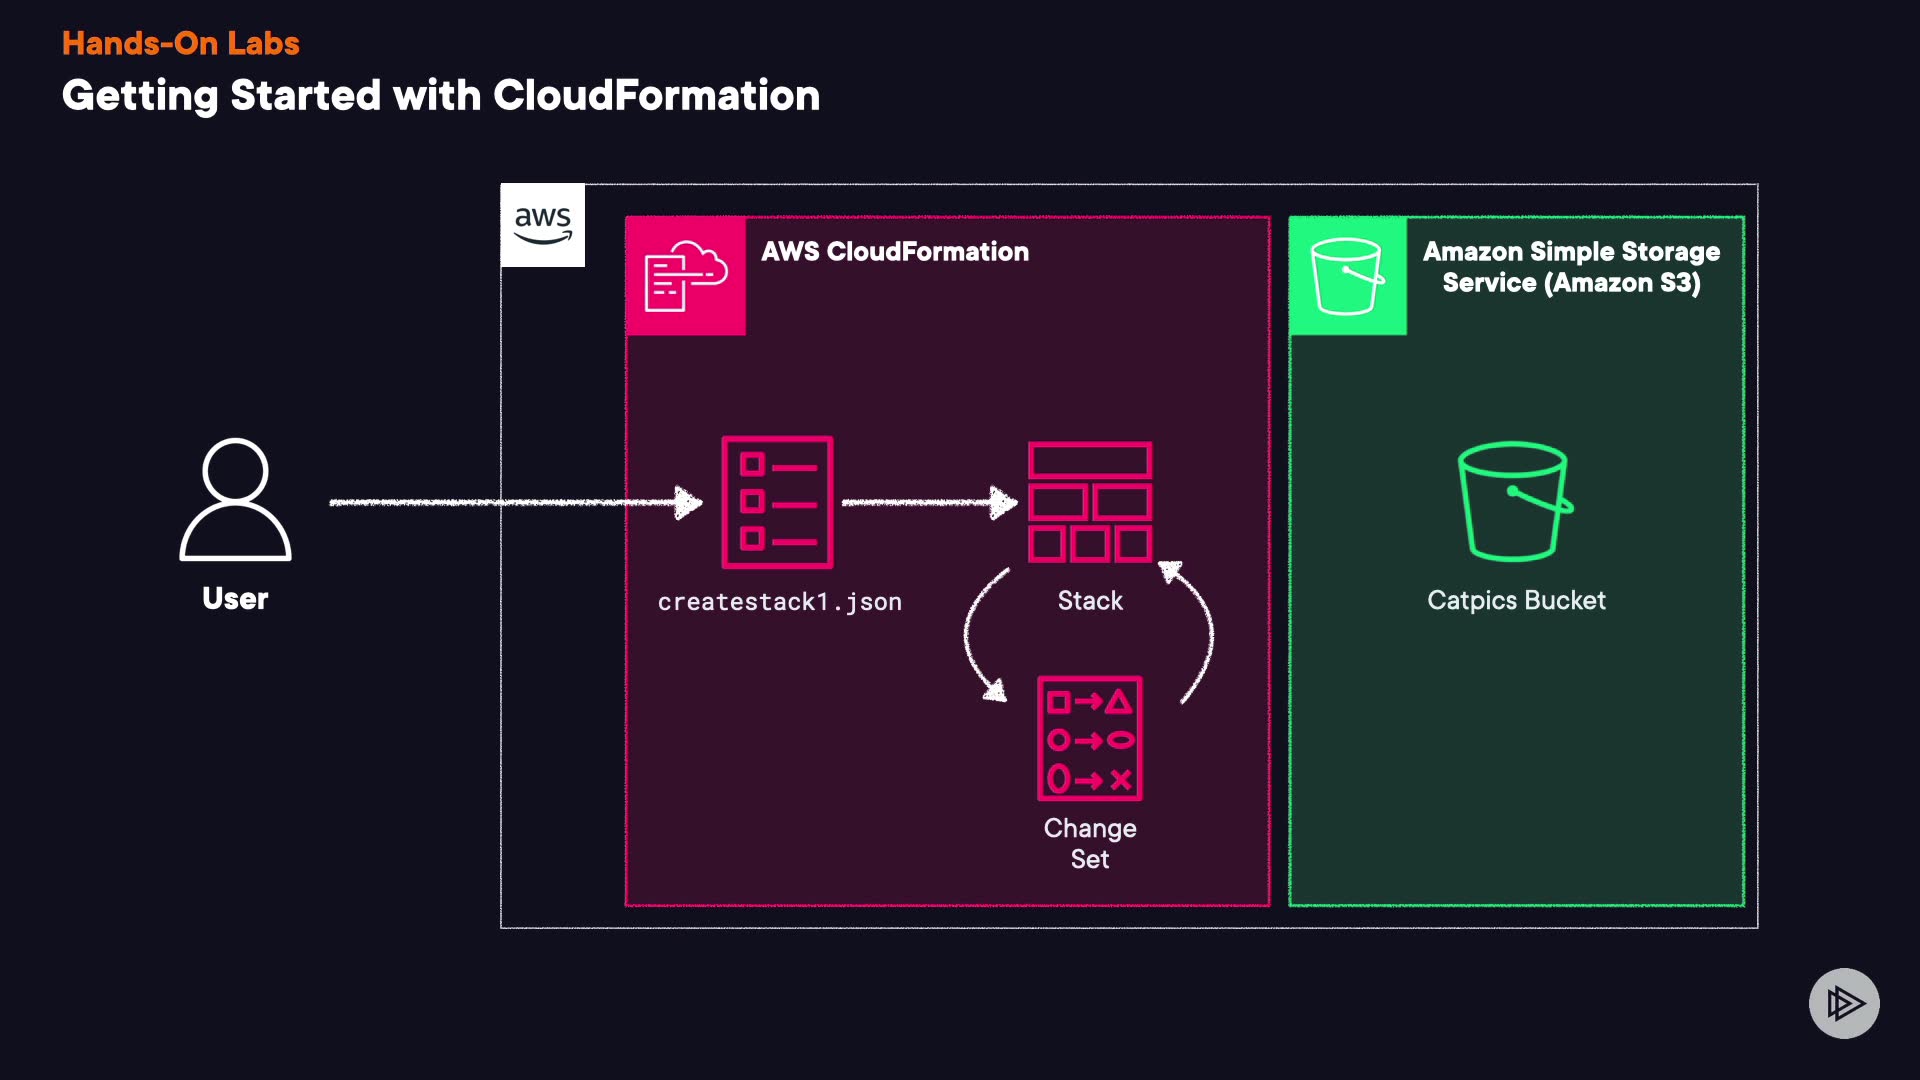 Hands-On Labs
Getting Started with CloudFormation
aws
AWS CloudFormation
Amazon Simple Storage
Service (Amazon S3)
User
createstack1.json
Stack
Catpics Bucket
Change
Set